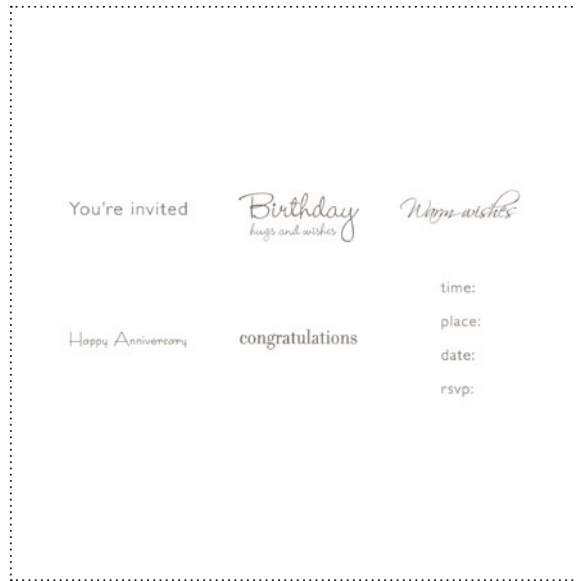 You're invited
Birthday
hugs and wishes
Warm wishes
Happy Anniversary
congratulations
time:
place:
date:
rsvp: